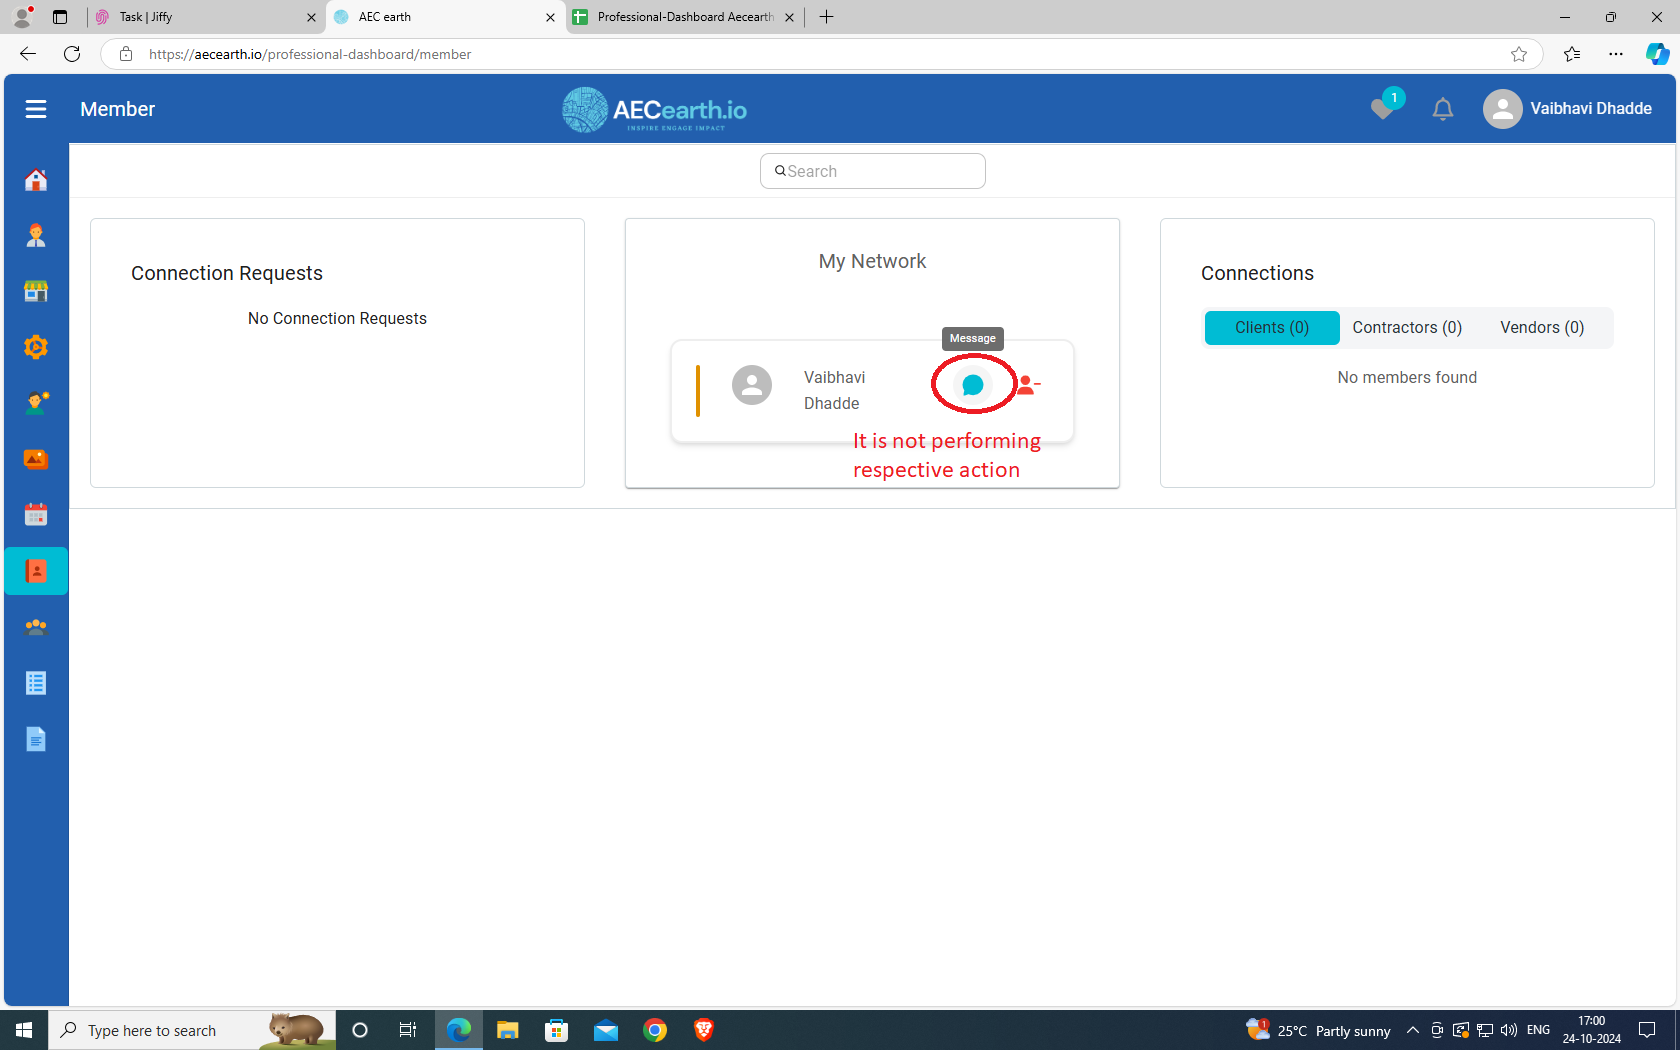 Task | Jiffy
AEC earth
Professional-Dashboard Aecearth
https://aecearth.io/professional-dashboard/member
Member
AECearth.io
INSPIRE ENGAGE IMPACT
1
Vaibhavi Dhadde
Search
Connection Requests
No Connection Requests
My Network
Message
Vaibhavi
Dhadde
It is not performing
respective action
Connections
Clients (0)
Contractors (0)
Vendors (0)
No members found
Type here to search
1
25°C Partly sunny
ENG
17:00
24-10-2024